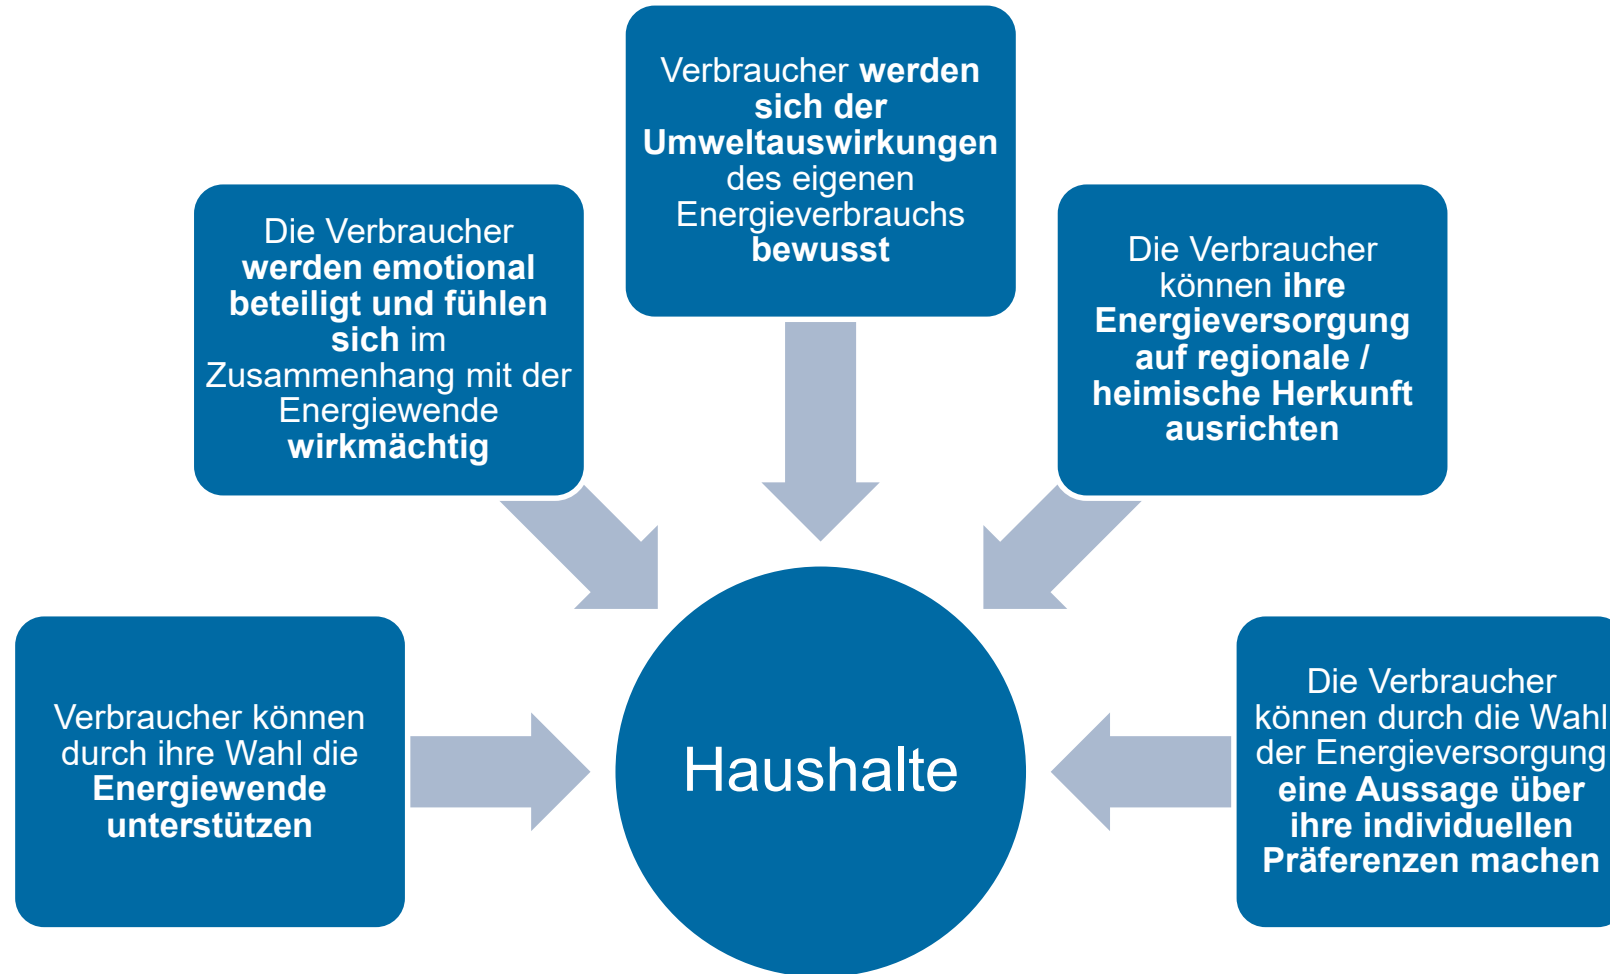 Verbraucher können
durch ihre Wahl die
Energiewende
unterstützen
Die Verbraucher
werden emotional
beteiligt und fühlen
sich im
Zusammenhang mit der
Energiewende
wirkmächtig
Verbraucher werden
sich der
Umweltauswirkungen
des eigenen
Energieverbrauchs
bewusst
Die Verbraucher
können ihre
Energieversorgung
auf regionale /
heimische Herkunft
ausrichten
Die Verbraucher
können durch die Wahl
der Energieversorgung
eine Aussage über
ihre individuellen
Präferenzen machen
Haushalte